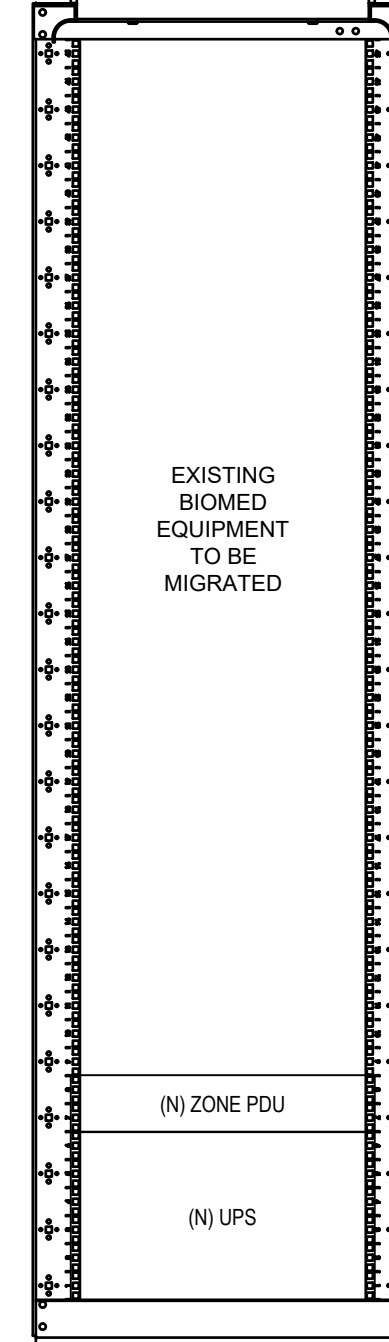 EXISTING
BIOMED
EQUIPMENT
TO BE
MIGRATED
(N) ZONE PDU
(N) UPS